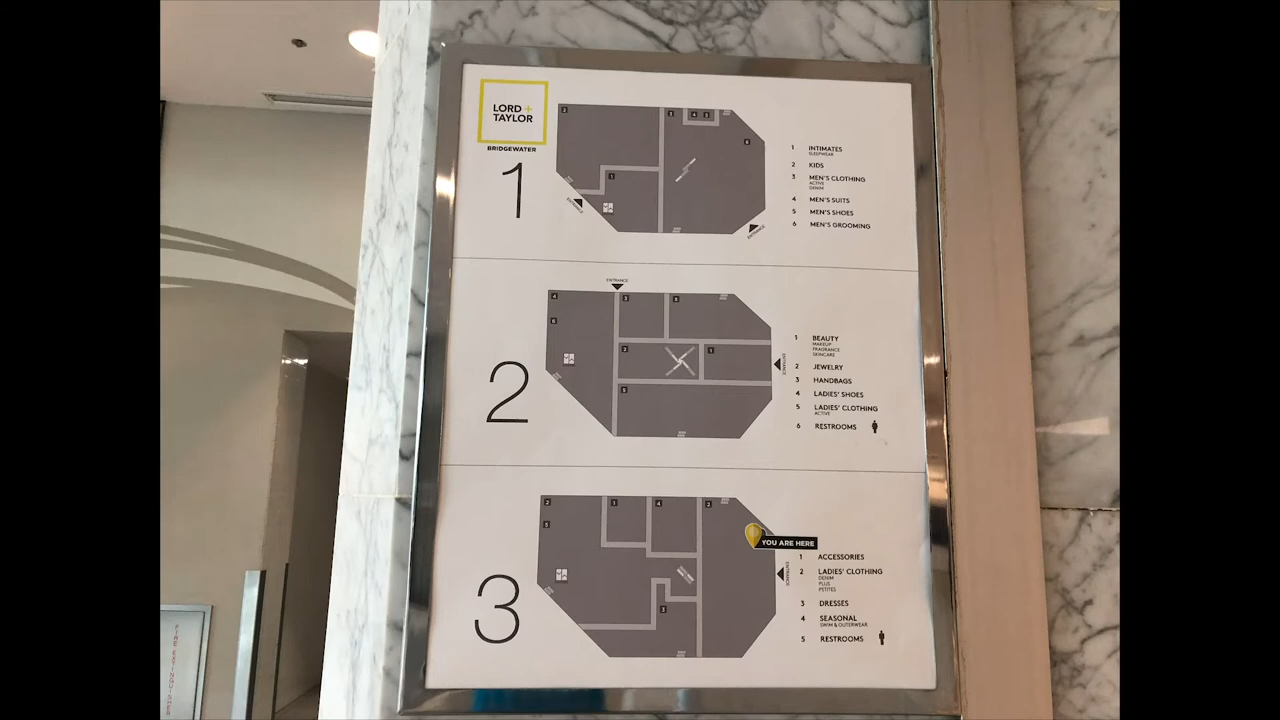 LORD +
TAYLOR
BRIDGEWATER
1
ENTRANCE
ENTRANCE
1 INTIMATES
SLEEPWEAR
2 KIDS
3 MEN'S CLOTHING
ACTIVE
DENIM
4 MEN'S SUITS
5 MEN'S SHOES
6 MEN'S GROOMING
2
ENTRANCE
ENTRANCE
1 BEAUTY
MAKEUP
FRAGRANCE
SKINCARE
2 JEWELRY
3 HANDBAGS
4 LADIES' SHOES
5 LADIES' CLOTHING
ACTIVE
6 RESTROOMS
3
YOU ARE HERE
ENTRANCE
1 ACCESSORIES
2 LADIES' CLOTHING
DENIM
PLUS
PETITES
3 DRESSES
4 SEASONAL
SWIM & OUTERWEAR
5 RESTROOMS
FIRE EXTINGUISHER